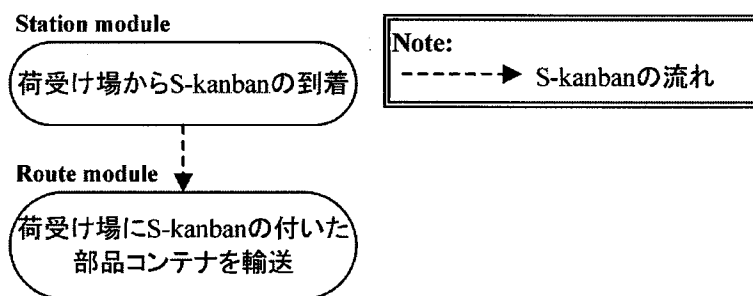 Station module
荷受け場からS-kanbanの到着
Note:
S-kanbanの流れ
Route module
荷受け場にS-kanbanの付いた
部品コンテナを輸送